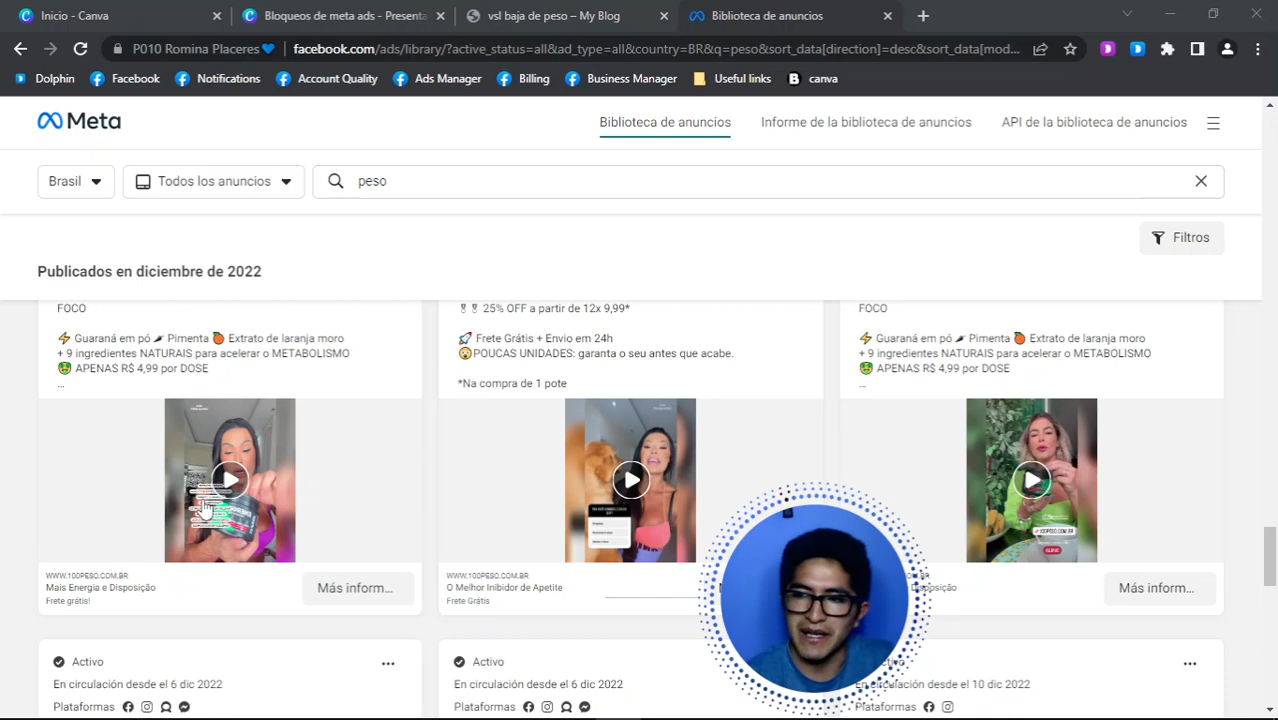 Inicio - Canva
Bloqueos de meta ads - Presenta
vsl baja de peso – My Blog
Biblioteca de anuncios
P010 Romina Placeres💙
facebook.com/ads/library/?active_status=all&ad_type=all&country=BR&q=peso&sort_data[direction]=desc&sort_data[mod...
Dolphin
Facebook
Notifications
Account Quality
Ads Manager
Billing
Business Manager
Useful links
canva
Meta
Biblioteca de anuncios
Informe de la biblioteca de anuncios
API de la biblioteca de anuncios
Brasil
Todos los anuncios
peso
Filtros
Publicados en diciembre de 2022
FOCO
⚡ Guaraná em pó 🌶 Pimenta 🍊 Extrato de laranja moro
+ 9 ingredientes NATURAIS para acelerar o METABOLISMO
🤑 APENAS R$ 4,99 por DOSE
...
WWW.100PESO.COM.BR
Mais Energia e Disposição
Frete grátis!
Más inform...
🎖🎖 25% OFF a partir de 12x 9,99*
🚀 Frete Grátis + Envio em 24h
😮POUCAS UNIDADES: garanta o seu antes que acabe.
*Na compra de 1 pote
WWW.100PESO.COM.BR
O Melhor Inibidor de Apetite
Frete Grátis
FOCO
⚡ Guaraná em pó 🌶 Pimenta 🍊 Extrato de laranja moro
+ 9 ingredientes NATURAIS para acelerar o METABOLISMO
🤑 APENAS R$ 4,99 por DOSE
...
100PESO.COM.BR
Más inform...
Activo
En circulación desde el 6 dic 2022
Plataformas
Activo
En circulación desde el 6 dic 2022
Plataformas
En circulación desde el 10 dic 2022
Plataformas